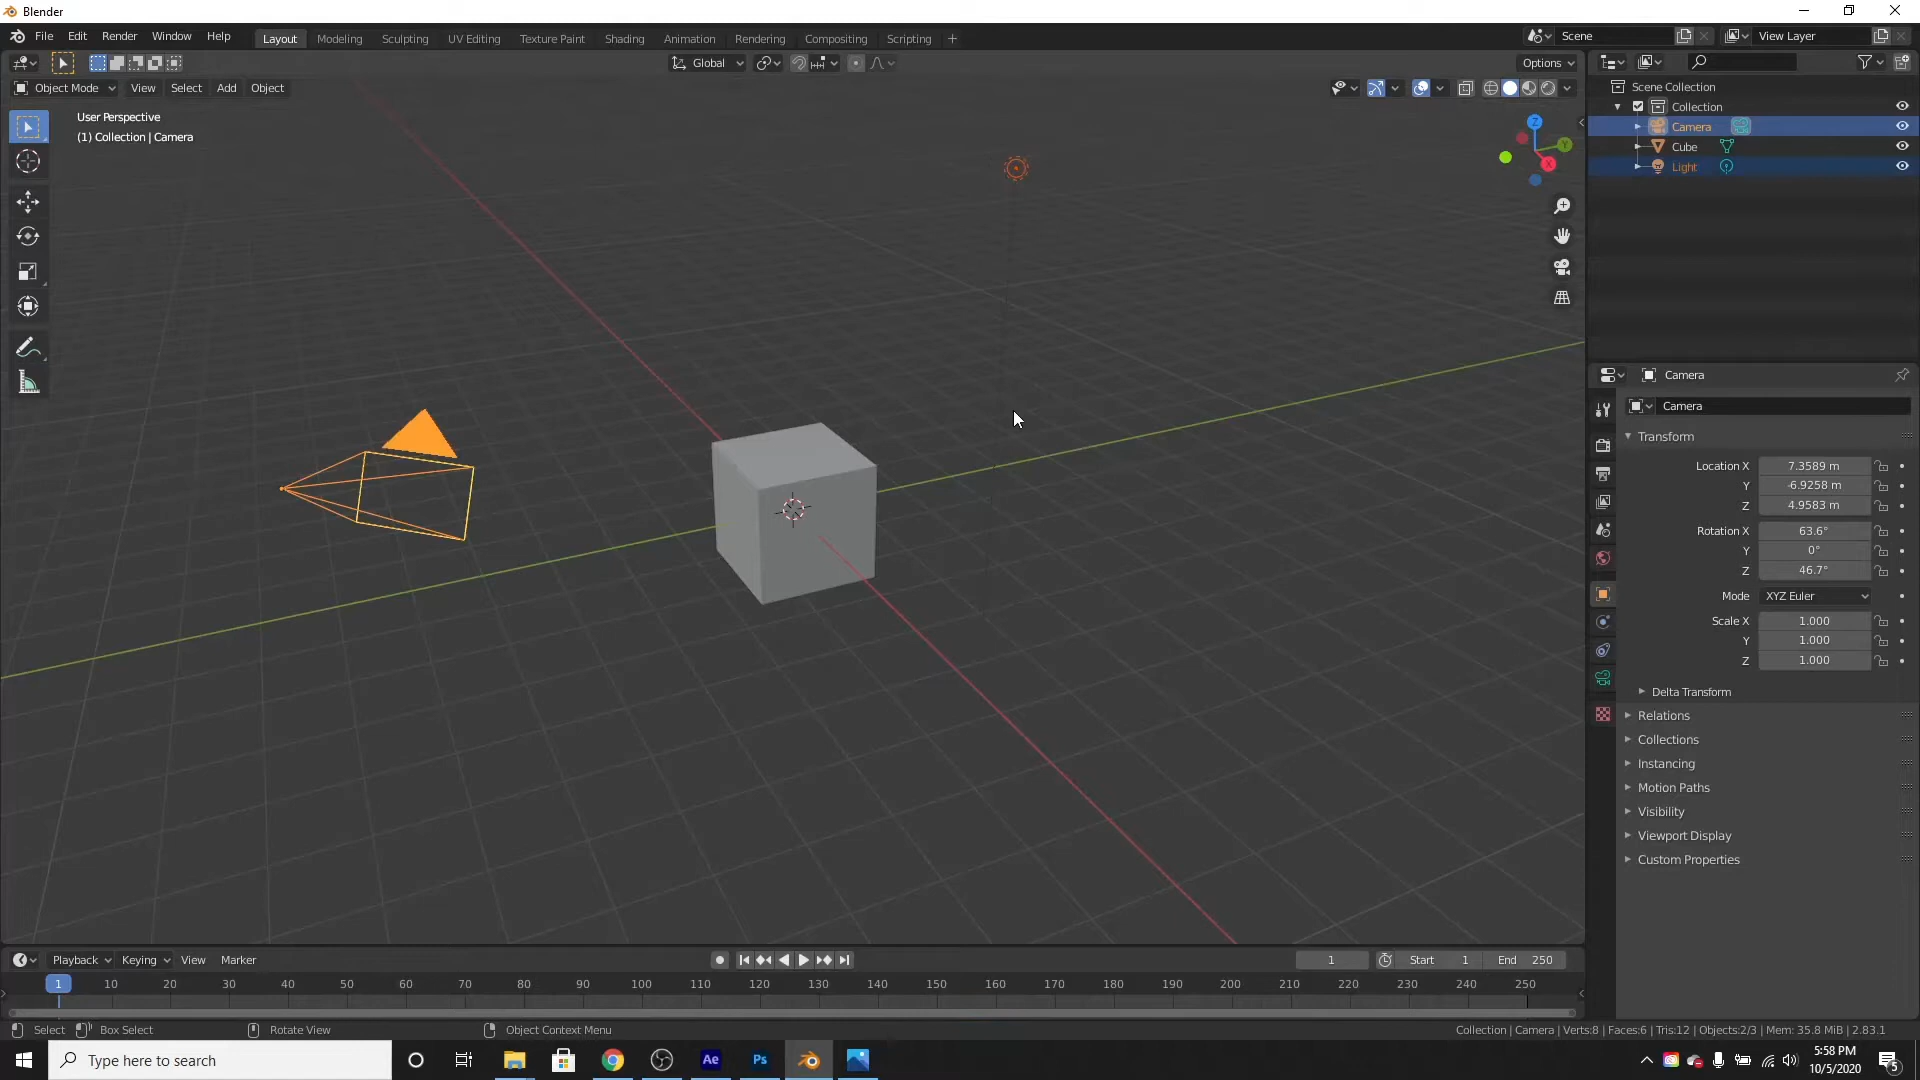 Blender
File Edit Render Window Help Layout Modeling Sculpting UV Editing Texture Paint Shading Animation Rendering Compositing Scripting + Scene View Layer
Global Options
Object Mode View Select Add Object
User Perspective
(1) Collection | Camera
Z
Y
X
Scene Collection
Collection
Camera
Cube
Light
Camera
Camera
Transform
Location X 7.3589 m
Y -6.9258 m
Z 4.9583 m
Rotation X 63.6°
Y 0°
Z 46.7°
Mode XYZ Euler
Scale X 1.000
Y 1.000
Z 1.000
Delta Transform
Relations
Collections
Instancing
Motion Paths
Visibility
Viewport Display
Custom Properties
Playback Keying View Marker 1 Start 1 End 250
1 10 20 30 40 50 60 70 80 90 100 110 120 130 140 150 160 170 180 190 200 210 220 230 240 250
Select Box Select Rotate View Object Context Menu Collection | Camera | Verts:8 | Faces:6 | Tris:12 | Objects:2/3 | Mem: 35.8 MiB | 2.83.1
Type here to search Ae Ps 5:58 PM
10/5/2020 5